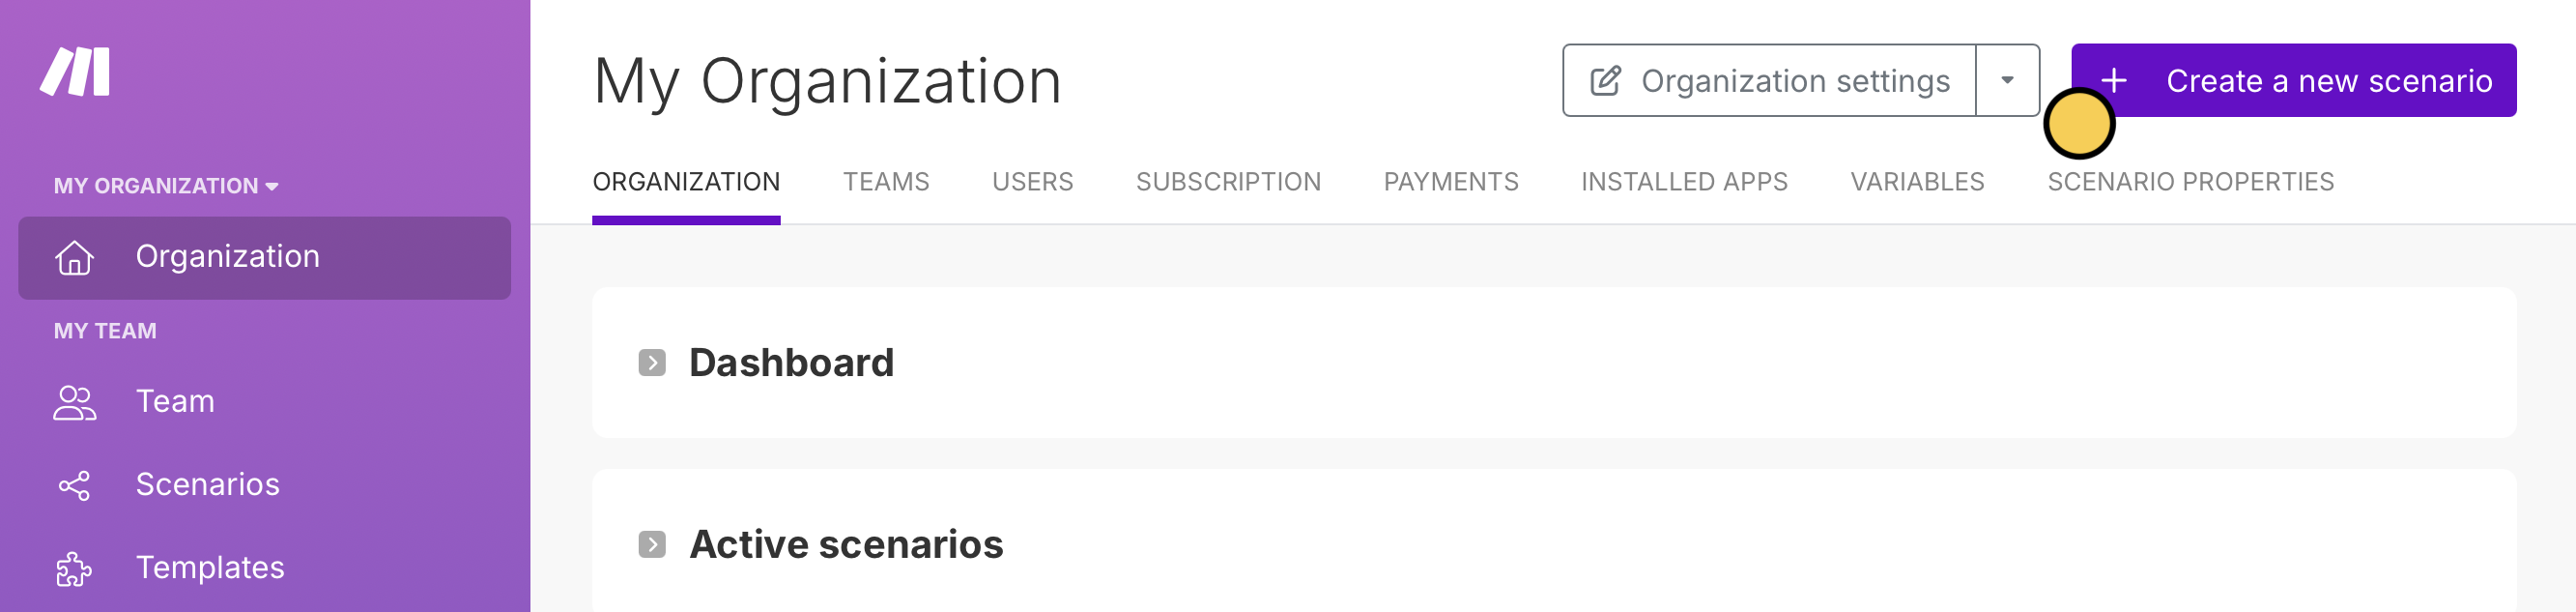 My Organization
Organization settings
Create a new scenario
MY ORGANIZATION
ORGANIZATION TEAMS USERS SUBSCRIPTION PAYMENTS INSTALLED APPS VARIABLES SCENARIO PROPERTIES
Organization
MY TEAM
Team
Scenarios
Templates
Dashboard
Active scenarios